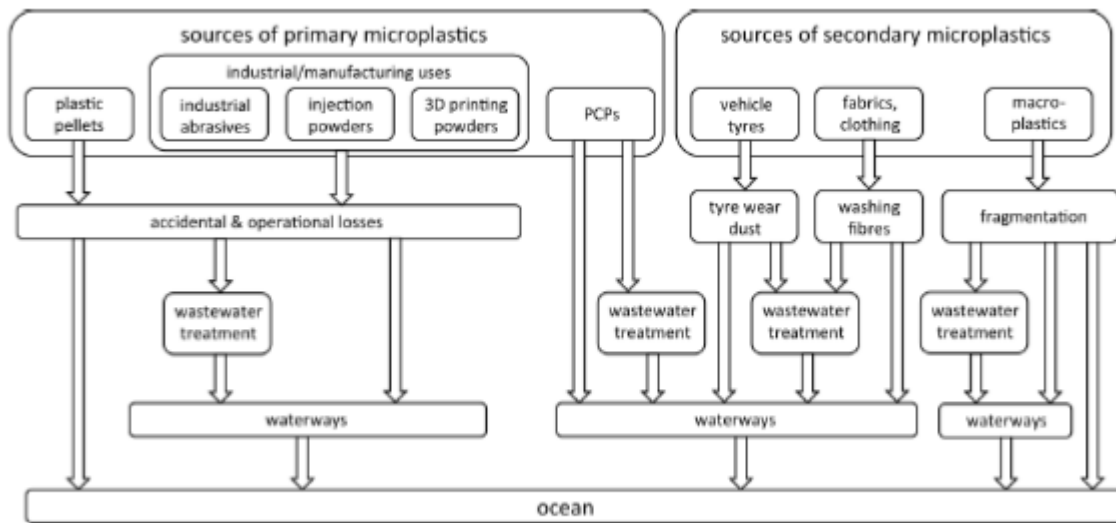 sources of primary microplastics
sources of secondary microplastics
industrial/manufacturing uses
plastic
pellets
industrial
abrasives
injection
powders
3D printing
powders
PCPs
vehicle
tyres
fabrics,
clothing
macro-
plastics
accidental & operational losses
tyre wear
dust
washing
fibres
fragmentation
wastewater
treatment
wastewater
treatment
wastewater
treatment
wastewater
treatment
waterways
waterways
waterways
ocean